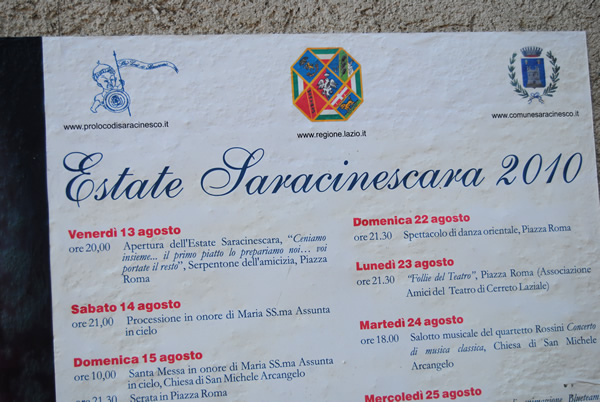 www.prolocodisaracinesco.it
www.regione.lazio.it
www.comunesaracinesco.it
Estate Saracinescara 2010
Venerdì 13 agosto
ore 20,00 Apertura dell'Estate Saracinescara, “Ceniamo
insieme... il primo piatto lo prepariamo noi... voi
portate il resto”, Serpentone dell'amicizia, Piazza
Roma
Sabato 14 agosto
ore 21,00 Processione in onore di Maria SS.ma Assunta
in cielo
Domenica 15 agosto
ore 10,00 Santa Messa in onore di Maria SS.ma Assunta
in cielo, Chiesa di San Michele Arcangelo
ore 21.30 Serata in Piazza Roma
Domenica 22 agosto
ore 21.30 Spettacolo di danza orientale, Piazza Roma
Lunedì 23 agosto
ore 21.30 “Follie del Teatro”, Piazza Roma (Associazione
Amici del Teatro di Cerreto Laziale)
Martedì 24 agosto
ore 18.00 Salotto musicale del quartetto Rossini Concerto
di musica classica, Chiesa di San Michele
Arcangelo
Mercoledì 25 agosto